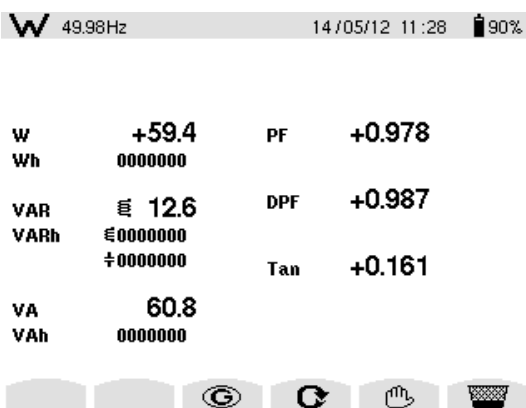 W 49.98Hz 14/05/12 11:28 90%
W +59.4 PF +0.978
Wh 0000000
VAR 12.6 DPF +0.987
VARh 0000000
0000000
Tan +0.161
VA 60.8
VAh 0000000
G